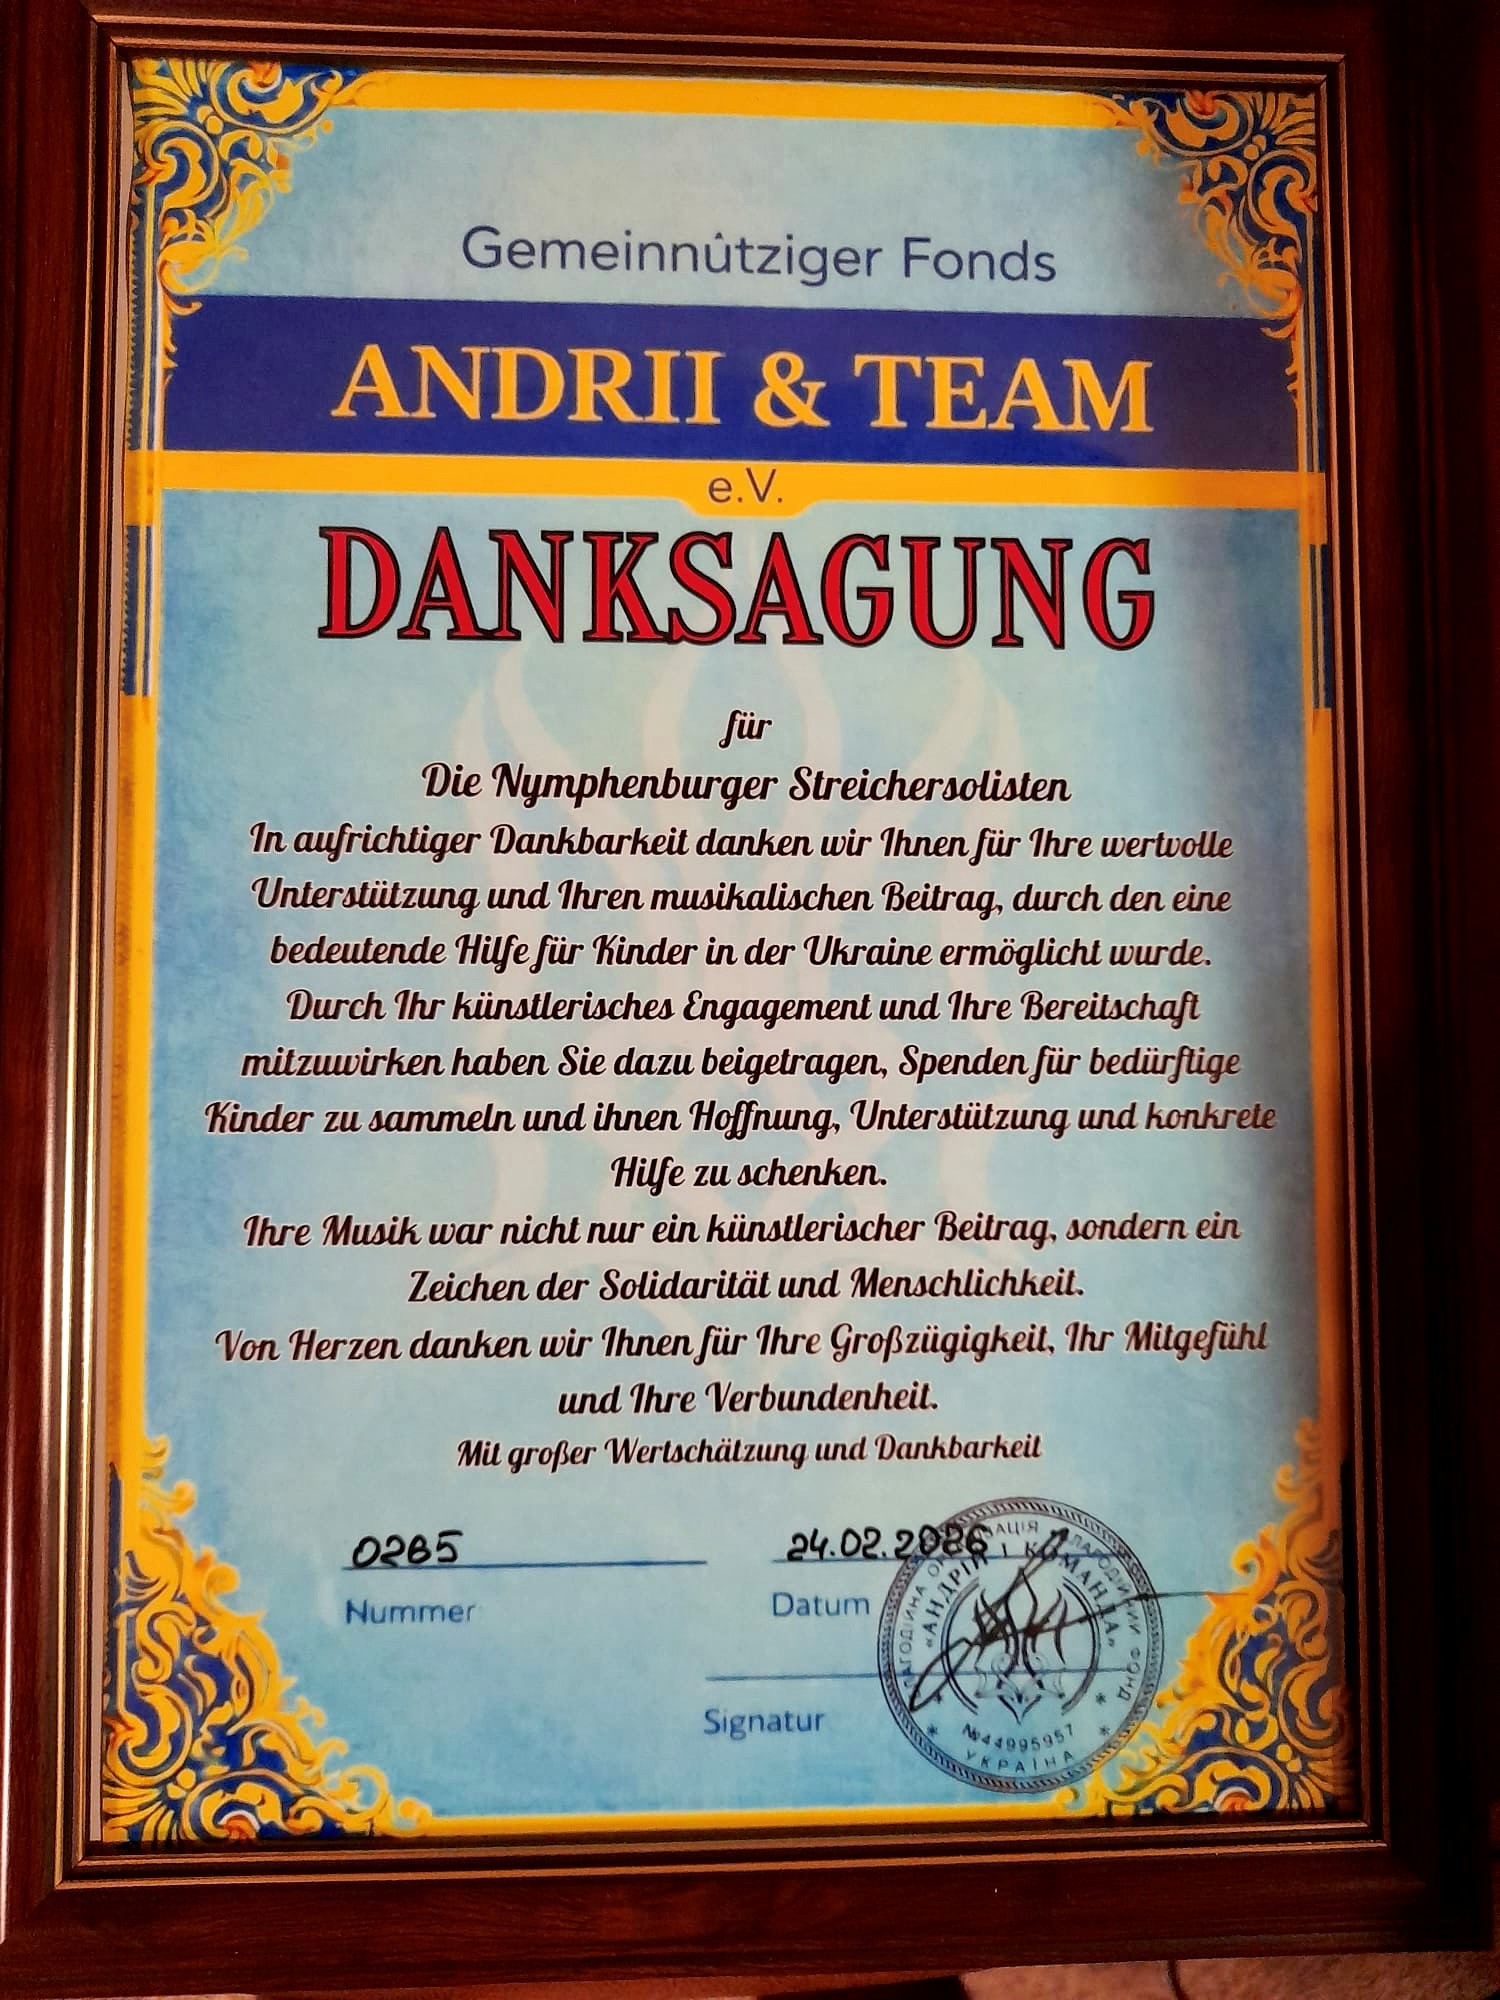 Gemeinnûtziger Fonds
ANDRII & TEAM
e.V.
DANKSAGUNG
für
Die Nymphenburger Streichersolisten
In aufrichtiger Dankbarkeit danken wir Ihnen für Ihre wertvolle
Unterstützung und Ihren musikalischen Beitrag, durch den eine
bedeutende Hilfe für Kinder in der Ukraine ermöglicht wurde.
Durch Ihr künstlerisches Engagement und Ihre Bereitschaft
mitzuwirken haben Sie dazu beigetragen, Spenden für bedürftige
Kinder zu sammeln und ihnen Hoffnung, Unterstützung und konkrete
Hilfe zu schenken.
Ihre Musik war nicht nur ein künstlerischer Beitrag, sondern ein
Zeichen der Solidarität und Menschlichkeit.
Von Herzen danken wir Ihnen für Ihre Großzügigkeit, Ihr Mitgefühl
und Ihre Verbundenheit.
Mit großer Wertschätzung und Dankbarkeit
0265 24.02.2026
Nummer Datum
Signatur
«АНДРІЙ І КОМАНДА»
ФОНД
№44995957
УКРАЇНА